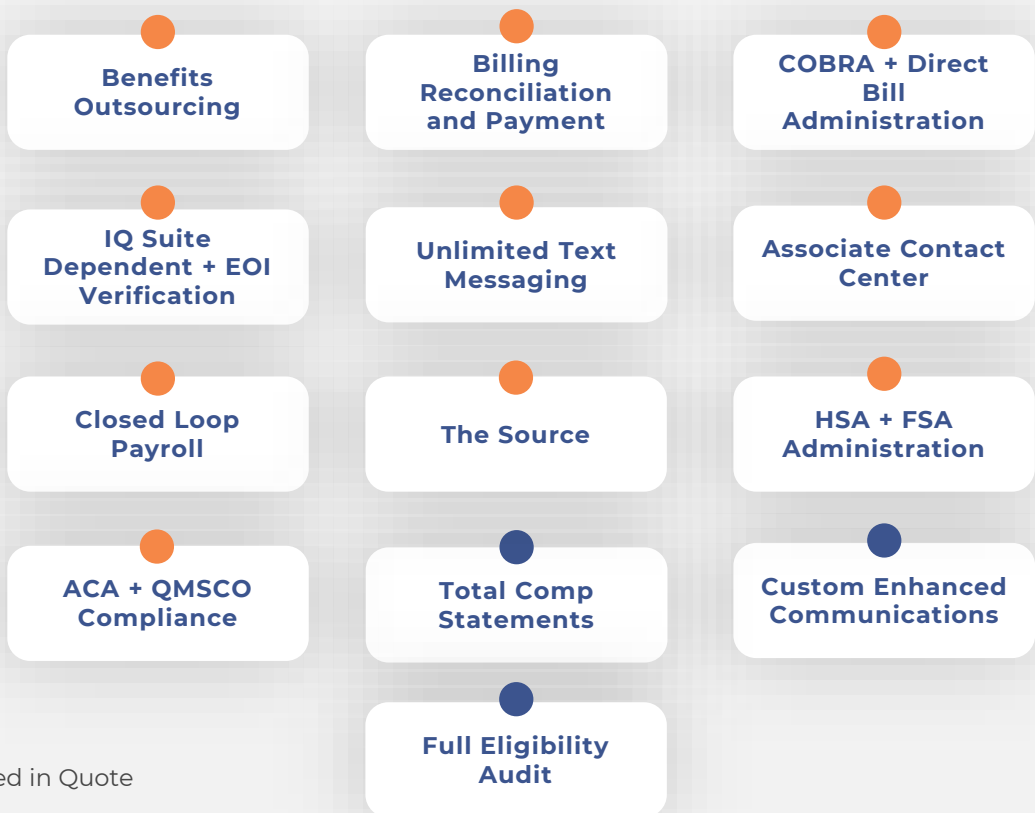 Benefits
Outsourcing
Billing
Reconciliation
and Payment
COBRA + Direct
Bill
Administration
IQ Suite
Dependent + EOI
Verification
Unlimited Text
Messaging
Associate Contact
Center
Closed Loop
Payroll
The Source
HSA + FSA
Administration
ACA + QMSCO
Compliance
Total Comp
Statements
Custom Enhanced
Communications
Full Eligibility
Audit
ed in Quote